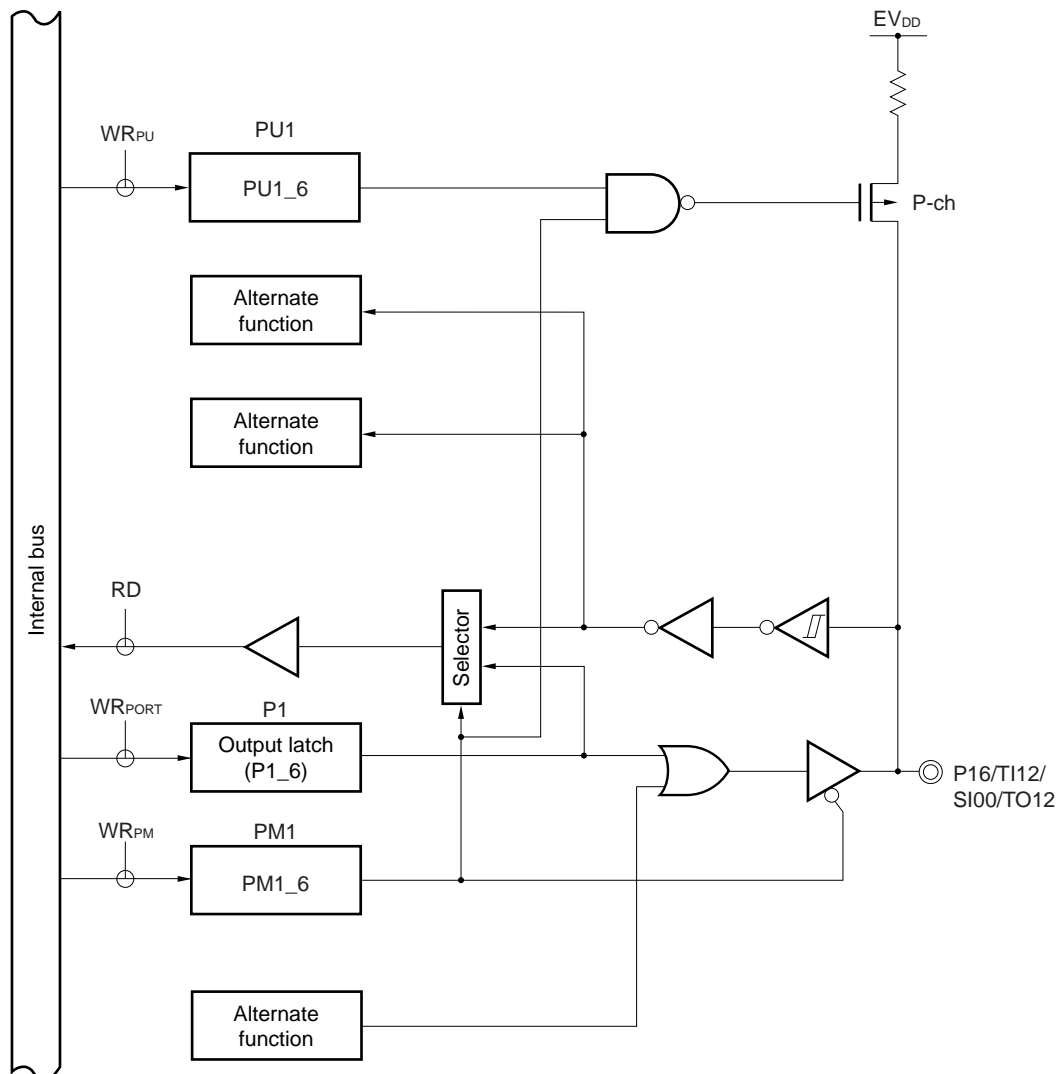 EVDD
WRPU
PU1
PU1_6
P-ch
Alternate
function
Alternate
function
Internal bus
RD
Selector
WRPORT
P1
Output latch
(P1_6)
P16/TI12/
SI00/TO12
WRPM
PM1
PM1_6
Alternate
function